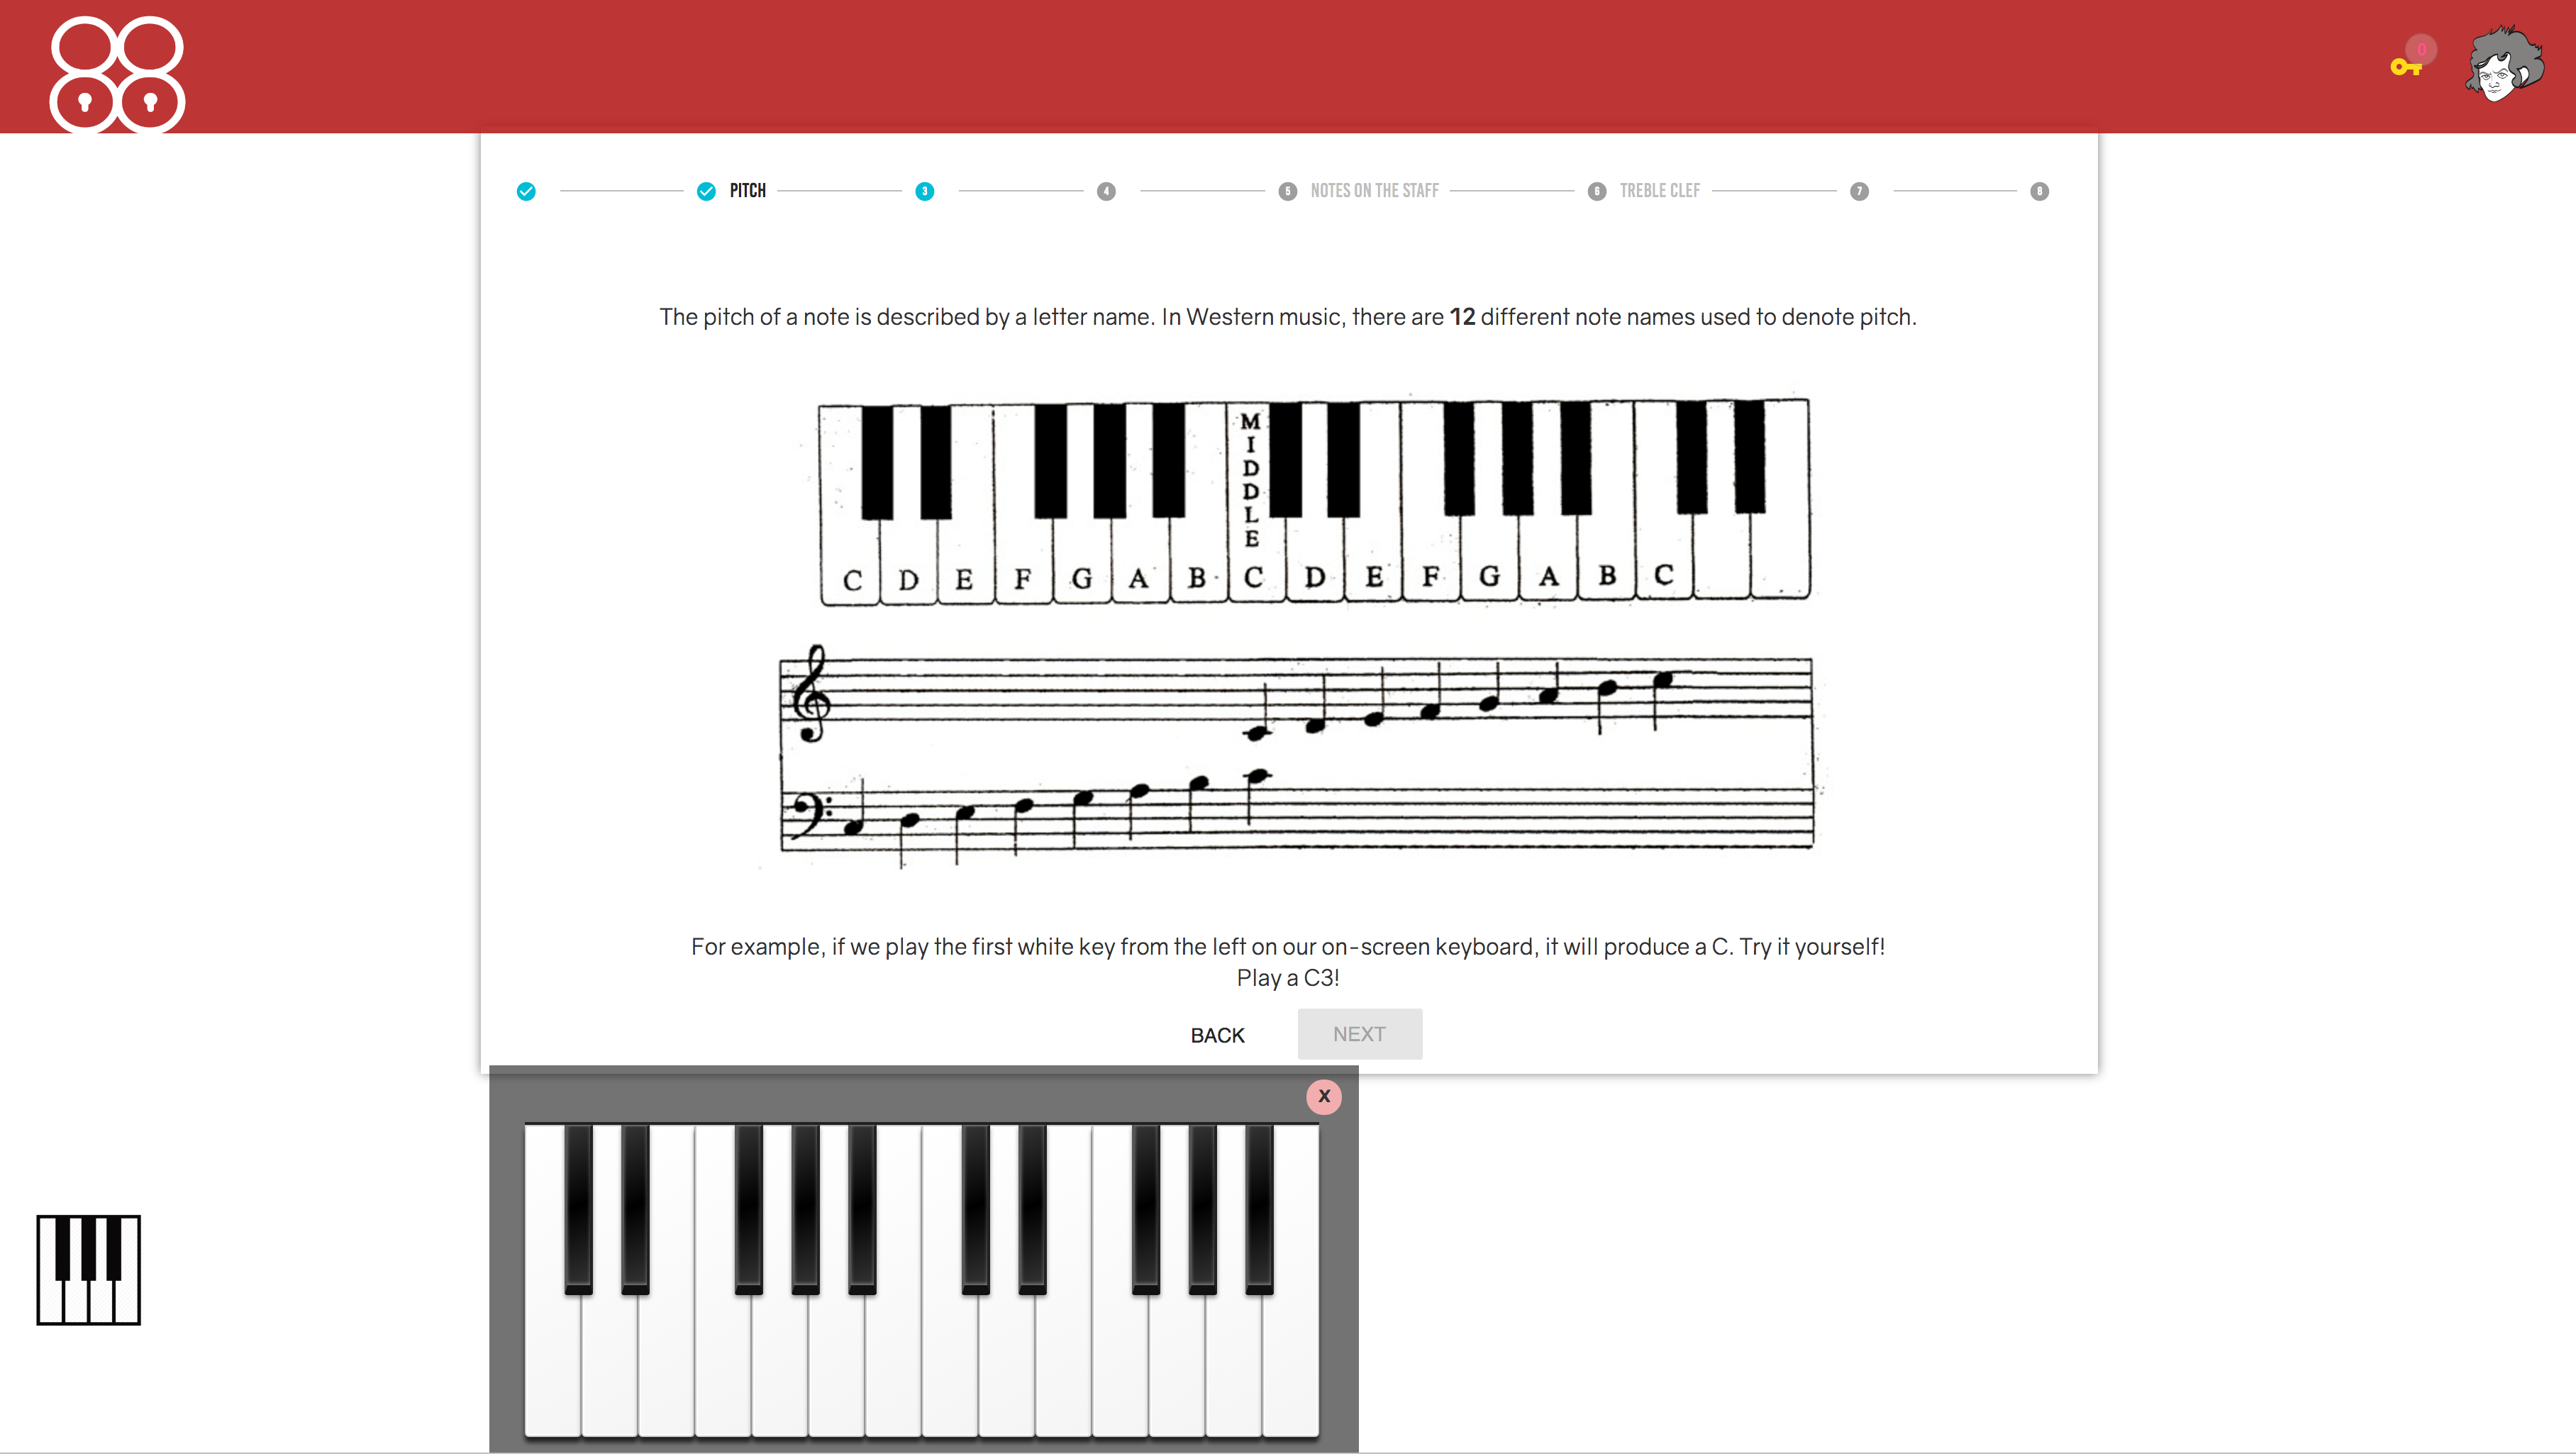 88
0
PITCH 3 4 5 NOTES ON THE STAFF 6 TREBLE CLEF 7 8
The pitch of a note is described by a letter name. In Western music, there are 12 different note names used to denote pitch.
MIDDLE
C D E F G A B C D E F G A B C
For example, if we play the first white key from the left on our on-screen keyboard, it will produce a C. Try it yourself!
Play a C3!
BACK NEXT
X